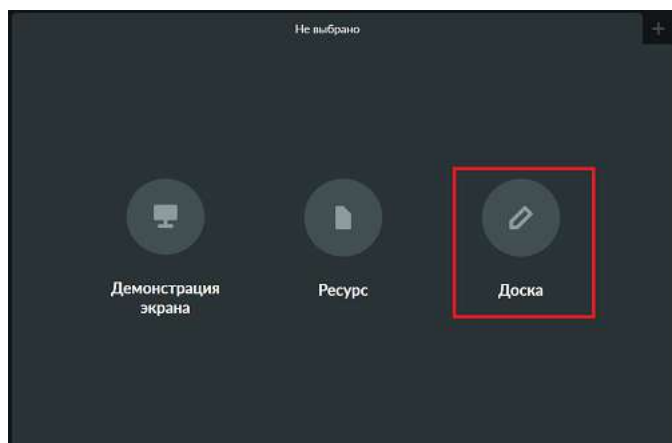 Не выбрано
Демонстрация
экрана
Ресурс
Доска